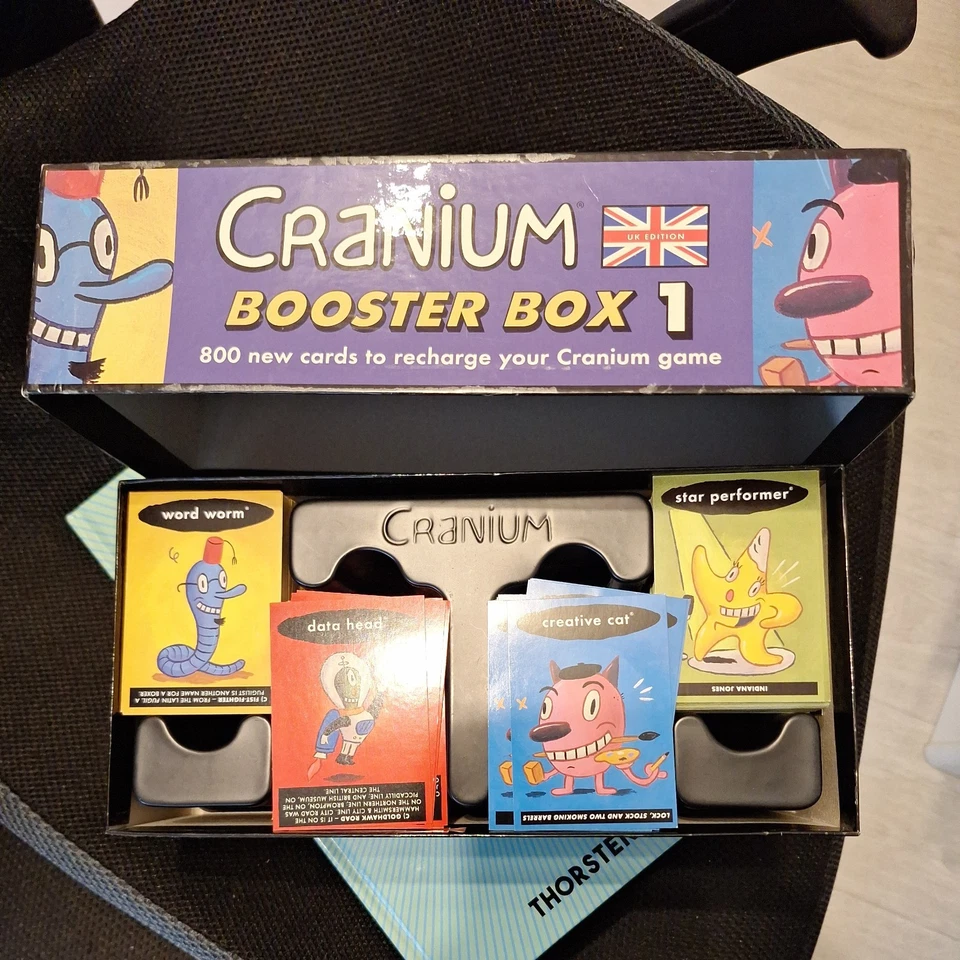 CRANIUM®
UK EDITION
BOOSTER BOX 1
800 new cards to recharge your Cranium game
CRANIUM
word worm®
C) FIST-FIGHTER – FROM THE LATIN PUGIL. A
PUGILIST IS ANOTHER NAME FOR A BOXER.
data head
C) GOLDHAWK ROAD – IT IS ON THE
HAMMERSMITH & CITY LINE. CITY ROAD WAS
ON THE NORTHERN LINE, BROMPTON, ON THE
PICCADILLY LINE AND BRITISH MUSEUM, ON
THE CENTRAL LINE
creative cat®
LOCK, STOCK AND TWO SMOKING BARRELS
star performer®
INDIANA JONES
THORSTEN